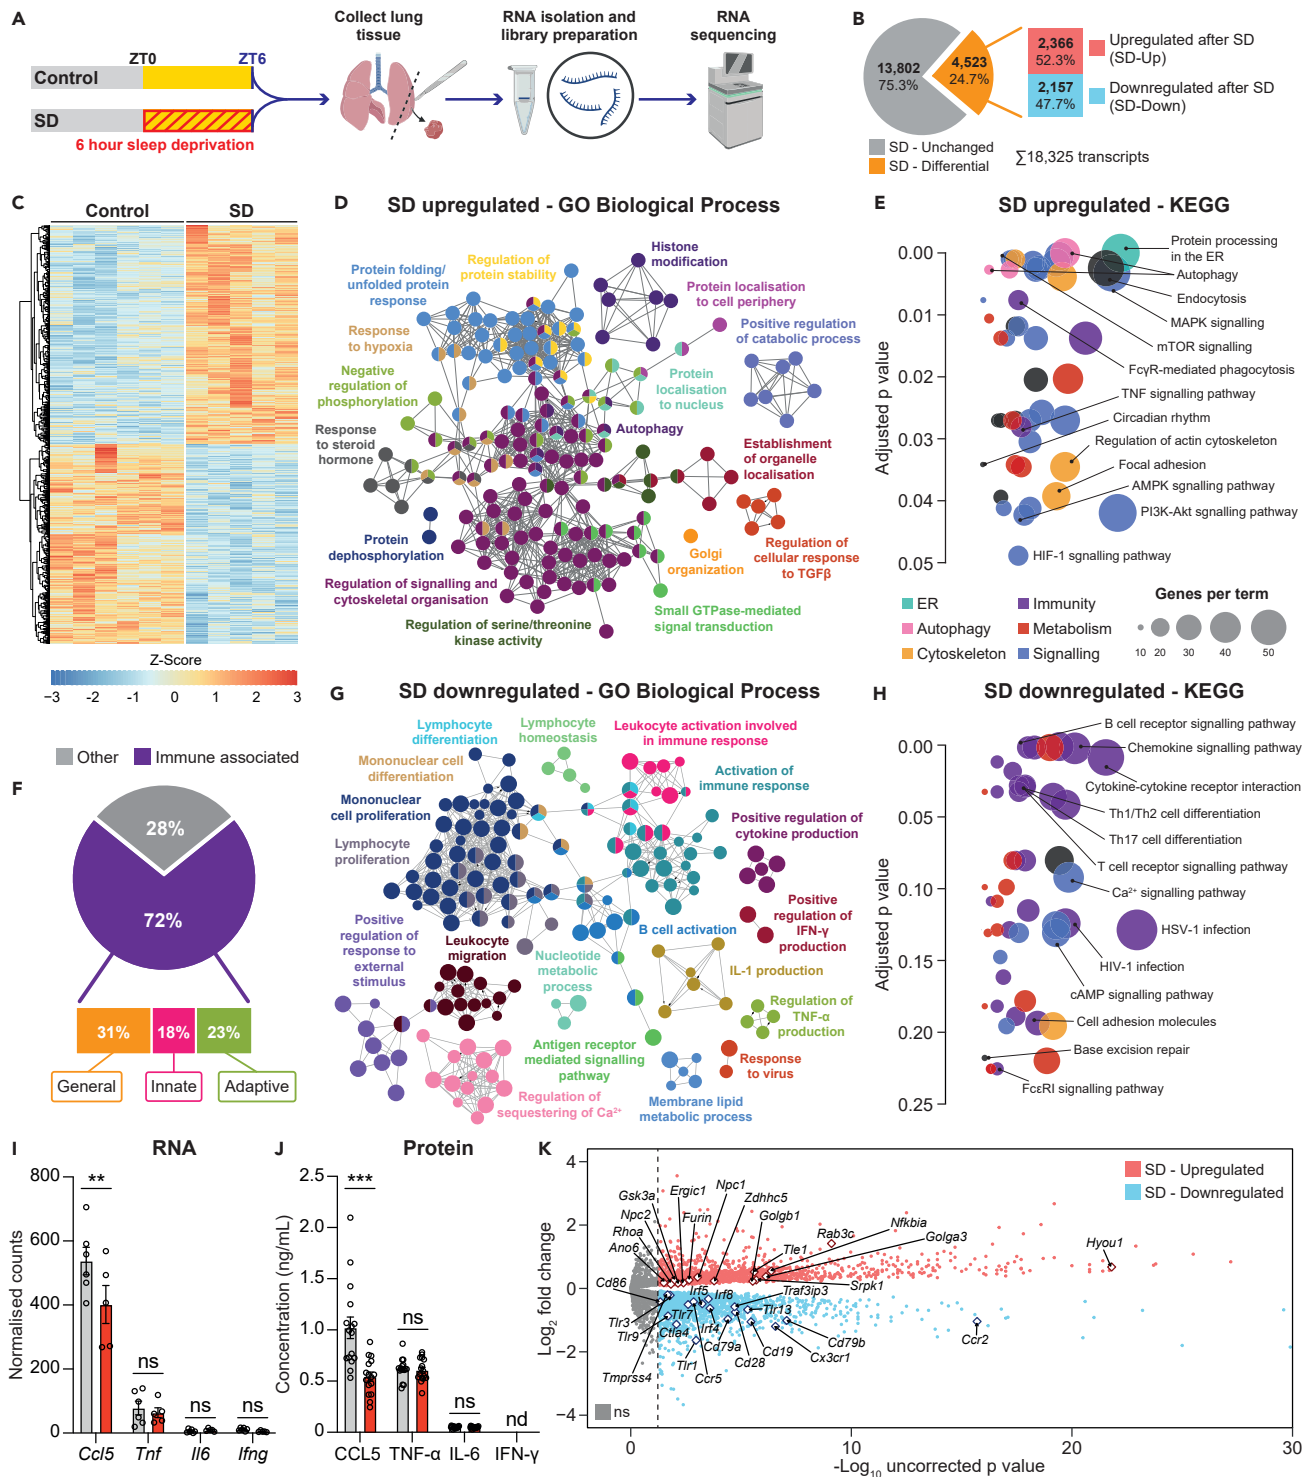 A
Collect lung
tissue
RNA isolation and
library preparation
RNA
sequencing
ZT0
ZT6
Control
SD
6 hour sleep deprivation
B
13,802
75.3%
4,523
24.7%
2,366
52.3%
2,157
47.7%
Upregulated after SD
(SD-Up)
Downregulated after SD
(SD-Down)
SD - Unchanged
SD - Differential
∑18,325 transcripts
C
Control
SD
Z-Score
−3
−2
−1
0
1
2
3
D
SD upregulated - GO Biological Process
Histone
modification
Regulation of
protein stability
Protein folding/
unfolded protein
response
Protein localisation
to cell periphery
Response
to hypoxia
Positive regulation
of catabolic process
Negative
regulation of
phosphorylation
Protein
localisation
to nucleus
Response
to steroid
hormone
Autophagy
Establishment
of organelle
localisation
Protein
dephosphorylation
Golgi
organization
Regulation of
cellular response
to TGFβ
Regulation of signalling and
cytoskeletal organisation
Small GTPase-mediated
signal transduction
Regulation of serine/threonine
kinase activity
E
SD upregulated - KEGG
Adjusted p value
0.00
0.01
0.02
0.03
0.04
0.05
Protein processing
in the ER
Autophagy
Endocytosis
MAPK signalling
mTOR signalling
FcγR-mediated phagocytosis
TNF signalling pathway
Circadian rhythm
Regulation of actin cytoskeleton
Focal adhesion
AMPK sgnalling pathway
PI3K-Akt sgnalling pathway
HIF-1 sgnalling pathway
ER
Autophagy
Cytoskeleton
Immunity
Metabolism
Signalling
Genes per term
10
20
30
40
50
F
Other
Immune associated
28%
72%
31%
18%
23%
General
Innate
Adaptive
G
SD downregulated - GO Biological Process
Lymphocyte
differentiation
Lymphocyte
homeostasis
Leukocyte activation involved
in immune response
Mononuclear cell
differentiation
Activation of
immune response
Mononuclear
cell proliferation
Positive regulation of
cytokine production
Lymphocyte
proliferation
Positive
regulation of
IFN-γ
production
Positive
regulation of
response to
external
stimulus
Leukocyte
migration
B cell activation
Nucleotide
metabolic
process
IL-1 production
Regulation of
TNF-α
production
Antigen receptor
mediated signalling
pathway
Response
to virus
Regulation of
sequestering of Ca²⁺
Membrane lipid
metabolic process
H
SD downregulated - KEGG
Adjusted p value
0.00
0.05
0.10
0.15
0.20
0.25
B cell receptor signalling pathway
Chemokine signalling pathway
Cytokine-cytokine receptor interaction
Th1/Th2 cell differentiation
Th17 cell differentiation
T cell receptor signalling pathway
Ca²⁺ signalling pathway
HSV-1 infection
HIV-1 infection
cAMP signalling pathway
Cell adhesion molecules
Base excision repair
FcεRI signalling pathway
I
RNA
Normalised counts
800
600
400
200
0
**
ns
ns
ns
Ccl5
Tnf
Il6
Ifng
J
Protein
Concentration (ng/mL)
2.5
2.0
1.5
1.0
0.5
0
***
ns
ns
nd
CCL5
TNF-α
IL-6
IFN-γ
K
SD - Upregulated
SD - Downregulated
Log₂ fold change
4
2
0
−2
−4
Gsk3a
Ergic1
Npc1
Zdhhc5
Npc2
Furin
Golgb1
Rhoa
Rab3c
Nfkbia
Ano6
Tle1
Golga3
Hyou1
Cd86
Irf5
Irf8
Traf3ip3
Srpk1
Tlr3
Tlr7
Tlr13
Tlr9
Ctla4
Irf4
Cd79a
Cd79b
Ccr2
Tlr1
Cd28
Cd19
Cx3cr1
Tmprss4
Ccr5
ns
0
10
20
30
-Log₁₀ uncorrected p value